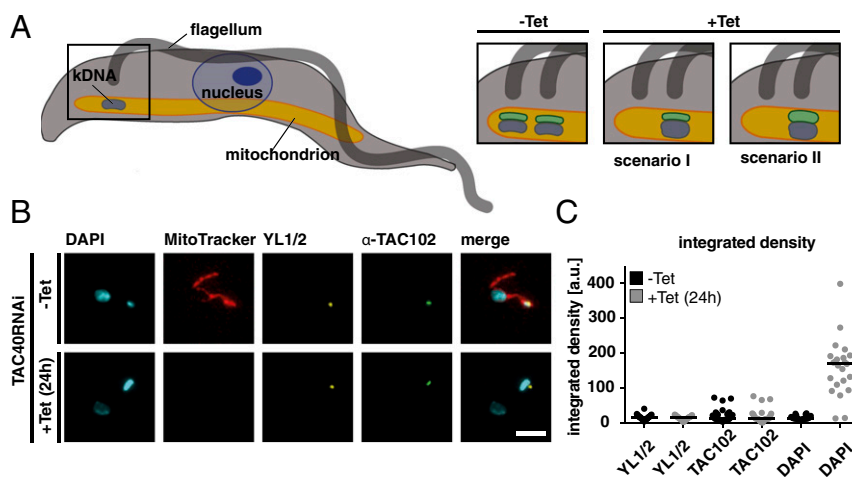 A
flagellum
kDNA
nucleus
mitochondrion
-Tet
+Tet
scenario I
scenario II
B
DAPI MitoTracker YL1/2 α-TAC102 merge
TAC40RNAi
-Tet
+Tet (24h)
C
integrated density
integrated density [a.u.]
-Tet
+Tet (24h)
400
300
200
100
0
YL1/2 YL1/2 TAC102 TAC102 DAPI DAPI